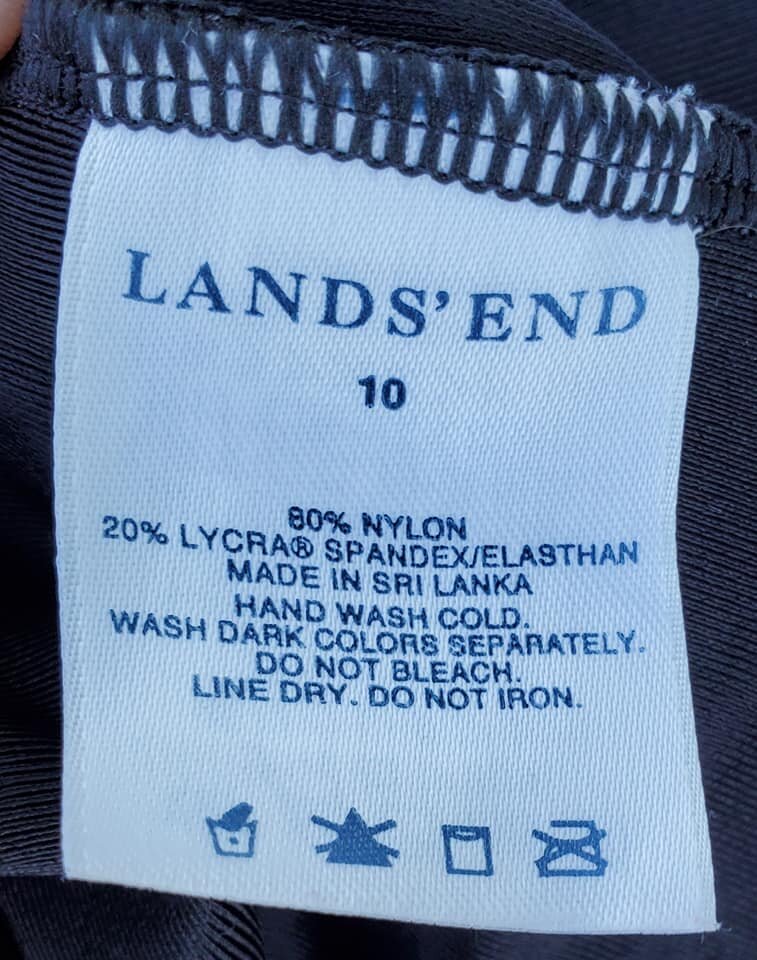 LANDS' END
10
80% NYLON
20% LYCRA® SPANDEX/ELASTHAN
MADE IN SRI LANKA
HAND WASH COLD.
WASH DARK COLORS SEPARATELY.
DO NOT BLEACH.
LINE DRY. DO NOT IRON.